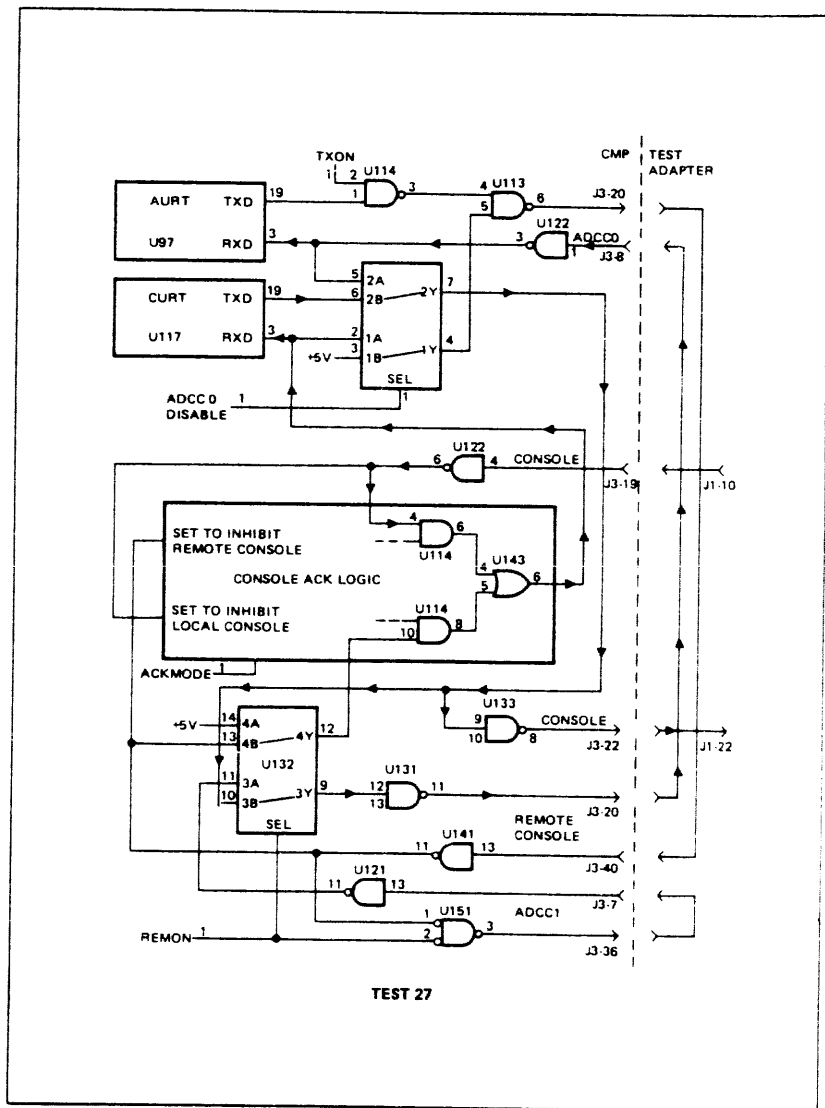 TXON
1 2 U114
1 3
U113
4
5 6
CMP
TEST
ADAPTER
J3-20
AURT TXD 19
U97 RXD 3
U122
3 1 ADCC0
J3-8
CURT TXD 19
U117 RXD 3
5 2A
6 2B 2Y 7
2 1A
3 1B 1Y 4
+5V
SEL
1
ADCC 0 1
DISABLE
U122
6 4 CONSOLE
J3-19
J1-10
SET TO INHIBIT
REMOTE CONSOLE
4 6
U114
CONSOLE ACK LOGIC
U143
4
5 6
SET TO INHIBIT
LOCAL CONSOLE
U114
10 8
ACKMODE 1
+5V 14 4A
13 4B 4Y 12
U132
11 3A
10 3B 3Y 9
SEL
U133
9
10 8
CONSOLE
J3-22
J1-22
U131
12
13 11
J3-20
REMOTE
CONSOLE
U141
11 13
J3-40
U121
11 13
J3-7
U151
1
2 3
ADCC1
J3-36
REMON 1
TEST 27